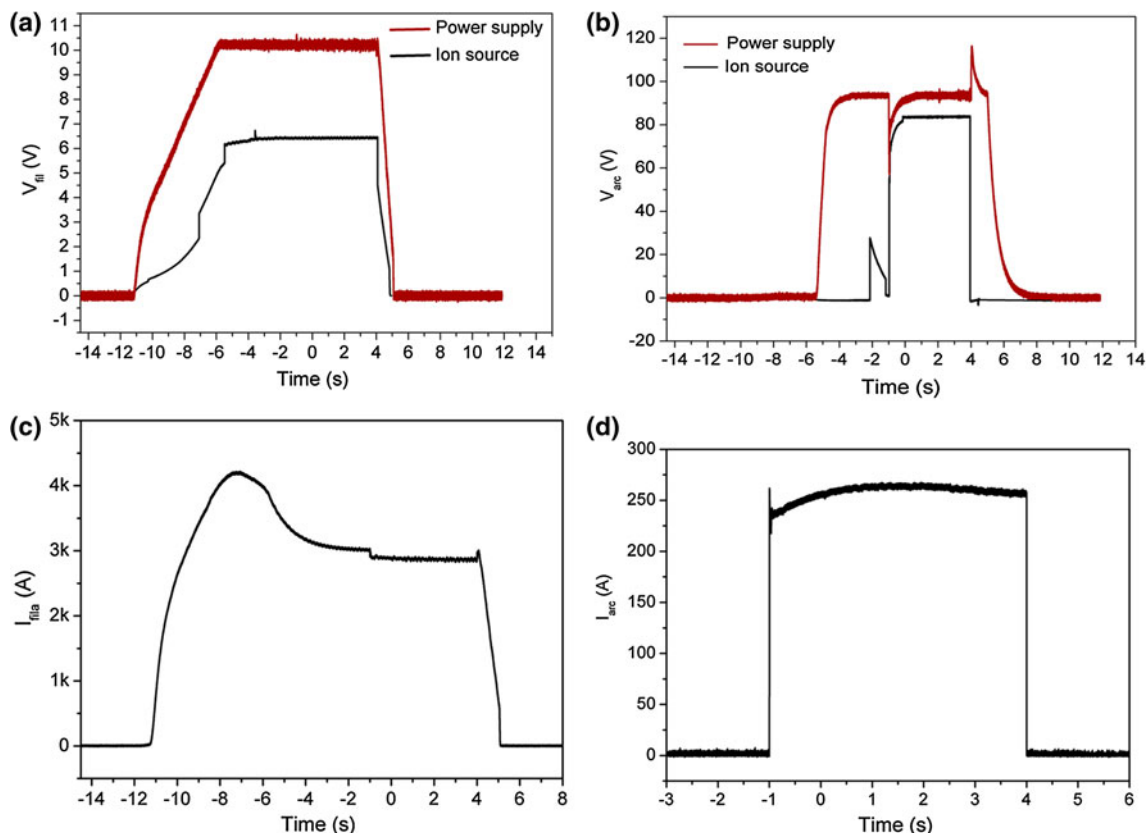 (a)
V_fil (V)
11
10
9
8
7
6
5
4
3
2
1
0
-1
Power supply
Ion source
-14 -12 -10 -8 -6 -4 -2 0 2 4 6 8 10 12 14
Time (s)
(b)
V_arc (V)
120
100
80
60
40
20
0
-20
Power supply
Ion source
-14 -12 -10 -8 -6 -4 -2 0 2 4 6 8 10 12 14
Time (s)
(c)
I_fila (A)
5k
4k
3k
2k
1k
0
-14 -12 -10 -8 -6 -4 -2 0 2 4 6 8
Time (s)
(d)
I_arc (A)
300
250
200
150
100
50
0
-3 -2 -1 0 1 2 3 4 5 6
Time (s)